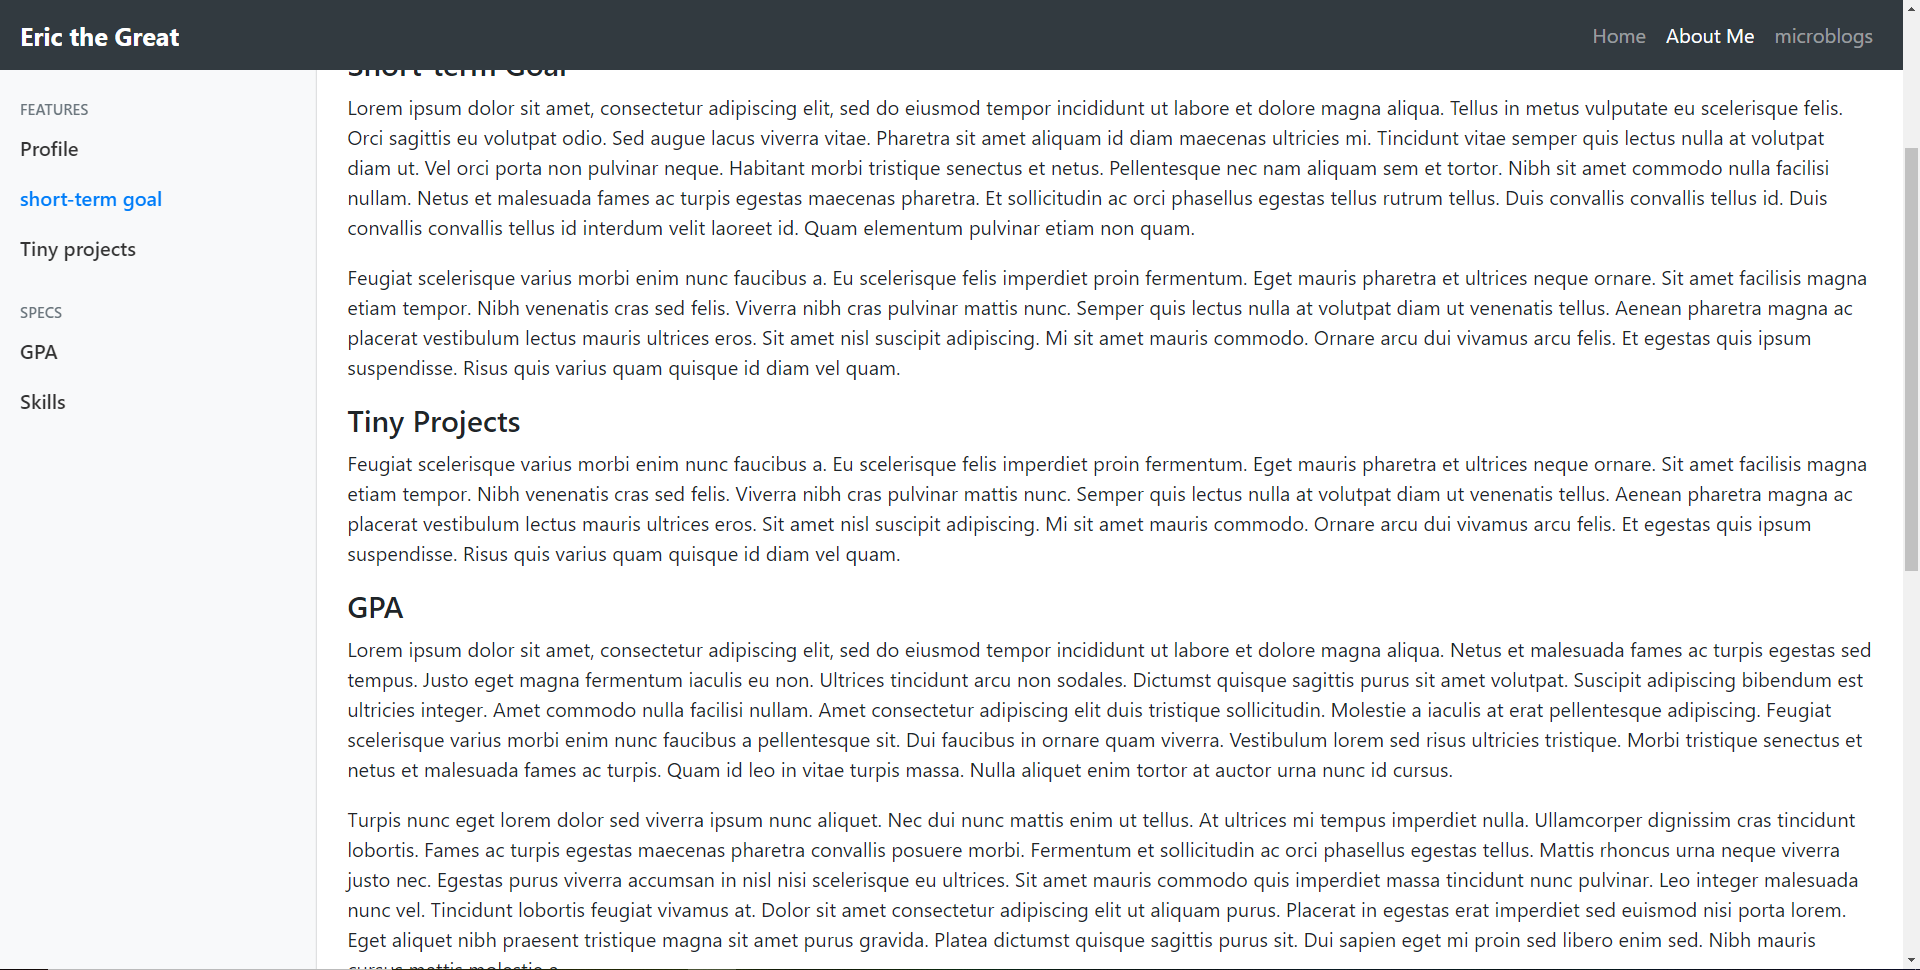 Eric the Great
Home About Me microblogs
FEATURES
Profile
short-term goal
Tiny projects
SPECS
GPA
Skills
Short-term Goal
Lorem ipsum dolor sit amet, consectetur adipiscing elit, sed do eiusmod tempor incididunt ut labore et dolore magna aliqua. Tellus in metus vulputate eu scelerisque felis.
Orci sagittis eu volutpat odio. Sed augue lacus viverra vitae. Pharetra sit amet aliquam id diam maecenas ultricies mi. Tincidunt vitae semper quis lectus nulla at volutpat
diam ut. Vel orci porta non pulvinar neque. Habitant morbi tristique senectus et netus. Pellentesque nec nam aliquam sem et tortor. Nibh sit amet commodo nulla facilisi
nullam. Netus et malesuada fames ac turpis egestas maecenas pharetra. Et sollicitudin ac orci phasellus egestas tellus rutrum tellus. Duis convallis convallis tellus id. Duis
convallis convallis tellus id interdum velit laoreet id. Quam elementum pulvinar etiam non quam.
Feugiat scelerisque varius morbi enim nunc faucibus a. Eu scelerisque felis imperdiet proin fermentum. Eget mauris pharetra et ultrices neque ornare. Sit amet facilisis magna
etiam tempor. Nibh venenatis cras sed felis. Viverra nibh cras pulvinar mattis nunc. Semper quis lectus nulla at volutpat diam ut venenatis tellus. Aenean pharetra magna ac
placerat vestibulum lectus mauris ultrices eros. Sit amet nisl suscipit adipiscing. Mi sit amet mauris commodo. Ornare arcu dui vivamus arcu felis. Et egestas quis ipsum
suspendisse. Risus quis varius quam quisque id diam vel quam.
Tiny Projects
Feugiat scelerisque varius morbi enim nunc faucibus a. Eu scelerisque felis imperdiet proin fermentum. Eget mauris pharetra et ultrices neque ornare. Sit amet facilisis magna
etiam tempor. Nibh venenatis cras sed felis. Viverra nibh cras pulvinar mattis nunc. Semper quis lectus nulla at volutpat diam ut venenatis tellus. Aenean pharetra magna ac
placerat vestibulum lectus mauris ultrices eros. Sit amet nisl suscipit adipiscing. Mi sit amet mauris commodo. Ornare arcu dui vivamus arcu felis. Et egestas quis ipsum
suspendisse. Risus quis varius quam quisque id diam vel quam.
GPA
Lorem ipsum dolor sit amet, consectetur adipiscing elit, sed do eiusmod tempor incididunt ut labore et dolore magna aliqua. Netus et malesuada fames ac turpis egestas sed
tempus. Justo eget magna fermentum iaculis eu non. Ultrices tincidunt arcu non sodales. Dictumst quisque sagittis purus sit amet volutpat. Suscipit adipiscing bibendum est
ultricies integer. Amet commodo nulla facilisi nullam. Amet consectetur adipiscing elit duis tristique sollicitudin. Molestie a iaculis at erat pellentesque adipiscing. Feugiat
scelerisque varius morbi enim nunc faucibus a pellentesque sit. Dui faucibus in ornare quam viverra. Vestibulum lorem sed risus ultricies tristique. Morbi tristique senectus et
netus et malesuada fames ac turpis. Quam id leo in vitae turpis massa. Nulla aliquet enim tortor at auctor urna nunc id cursus.
Turpis nunc eget lorem dolor sed viverra ipsum nunc aliquet. Nec dui nunc mattis enim ut tellus. At ultrices mi tempus imperdiet nulla. Ullamcorper dignissim cras tincidunt
lobortis. Fames ac turpis egestas maecenas pharetra convallis posuere morbi. Fermentum et sollicitudin ac orci phasellus egestas tellus. Mattis rhoncus urna neque viverra
justo nec. Egestas purus viverra accumsan in nisl nisi scelerisque eu ultrices. Sit amet mauris commodo quis imperdiet massa tincidunt nunc pulvinar. Leo integer malesuada
nunc vel. Tincidunt lobortis feugiat vivamus at. Dolor sit amet consectetur adipiscing elit ut aliquam purus. Placerat in egestas erat imperdiet sed euismod nisi porta lorem.
Eget aliquet nibh praesent tristique magna sit amet purus gravida. Platea dictumst quisque sagittis purus sit. Dui sapien eget mi proin sed libero enim sed. Nibh mauris